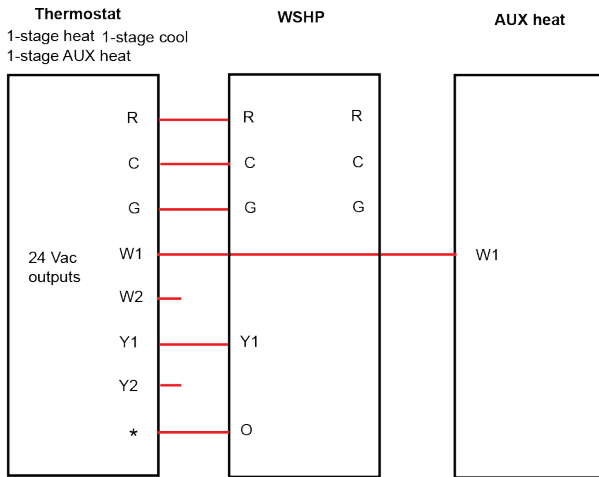 Thermostat
1-stage heat 1-stage cool
1-stage AUX heat
WSHP
AUX heat
R
C
G
W1
W2
Y1
Y2
*
24 Vac
outputs
R
C
G
Y1
O
R
C
G
W1